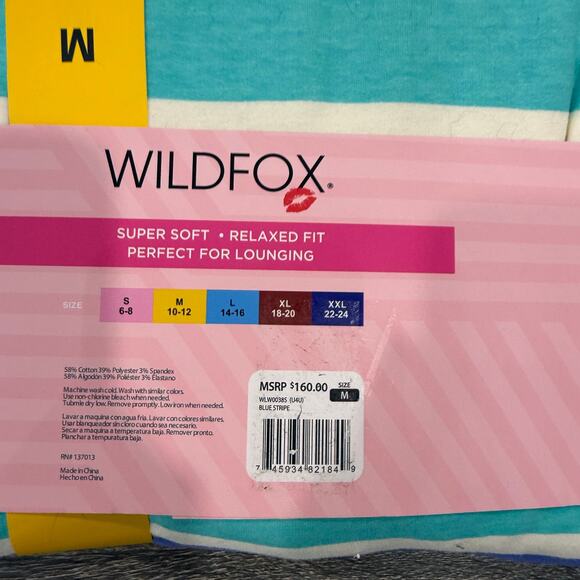 M
WILDFOX®
SUPER SOFT • RELAXED FIT
PERFECT FOR LOUNGING
SIZE
S M L XL XXL
6-8 10-12 14-16 18-20 22-24
58% Cotton 39% Polyester 3% Spandex
58% Algodón 39% Poliéster 3% Elastano
Machine wash cold. Wash with similar colors.
Use non-chlorine bleach when needed.
Tubmle dry low. Remove promptly. Low iron when needed.
Lavar a maquina con agua fria. Lavar con colores similares.
Usar blanqueador sin cloro cuando sea necesario.
Secar a maquina a temperatura baja. Remover pronto.
Planchar a tempuratura baja.
RN# 137013
Made in China
Hecho en China
MSRP $160.00 SIZE M
WLW0038S (U4U)
BLUE STRIPE
7 45934 82184 9